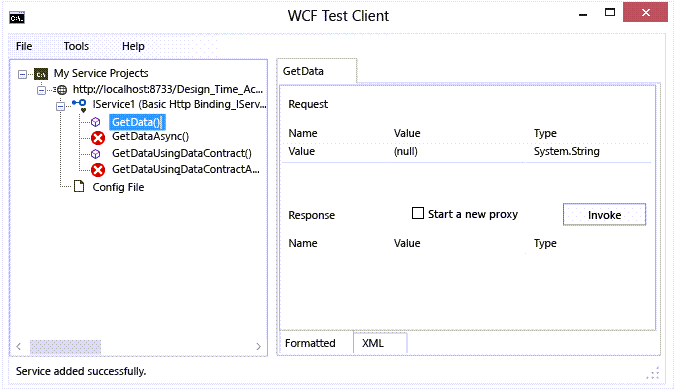 WCF Test Client
File Tools Help
My Service Projects
http://localhost:8733/Design_Time_Ac...
IService1 (Basic Http Binding_IServ...
GetData()
GetDataAsync()
GetDataUsingDataContract()
GetDataUsingDataContractA...
Config File
GetData
Request
Name Value Type
Value (null) System.String
Response Start a new proxy Invoke
Name Value Type
Formatted XML
Service added successfully.